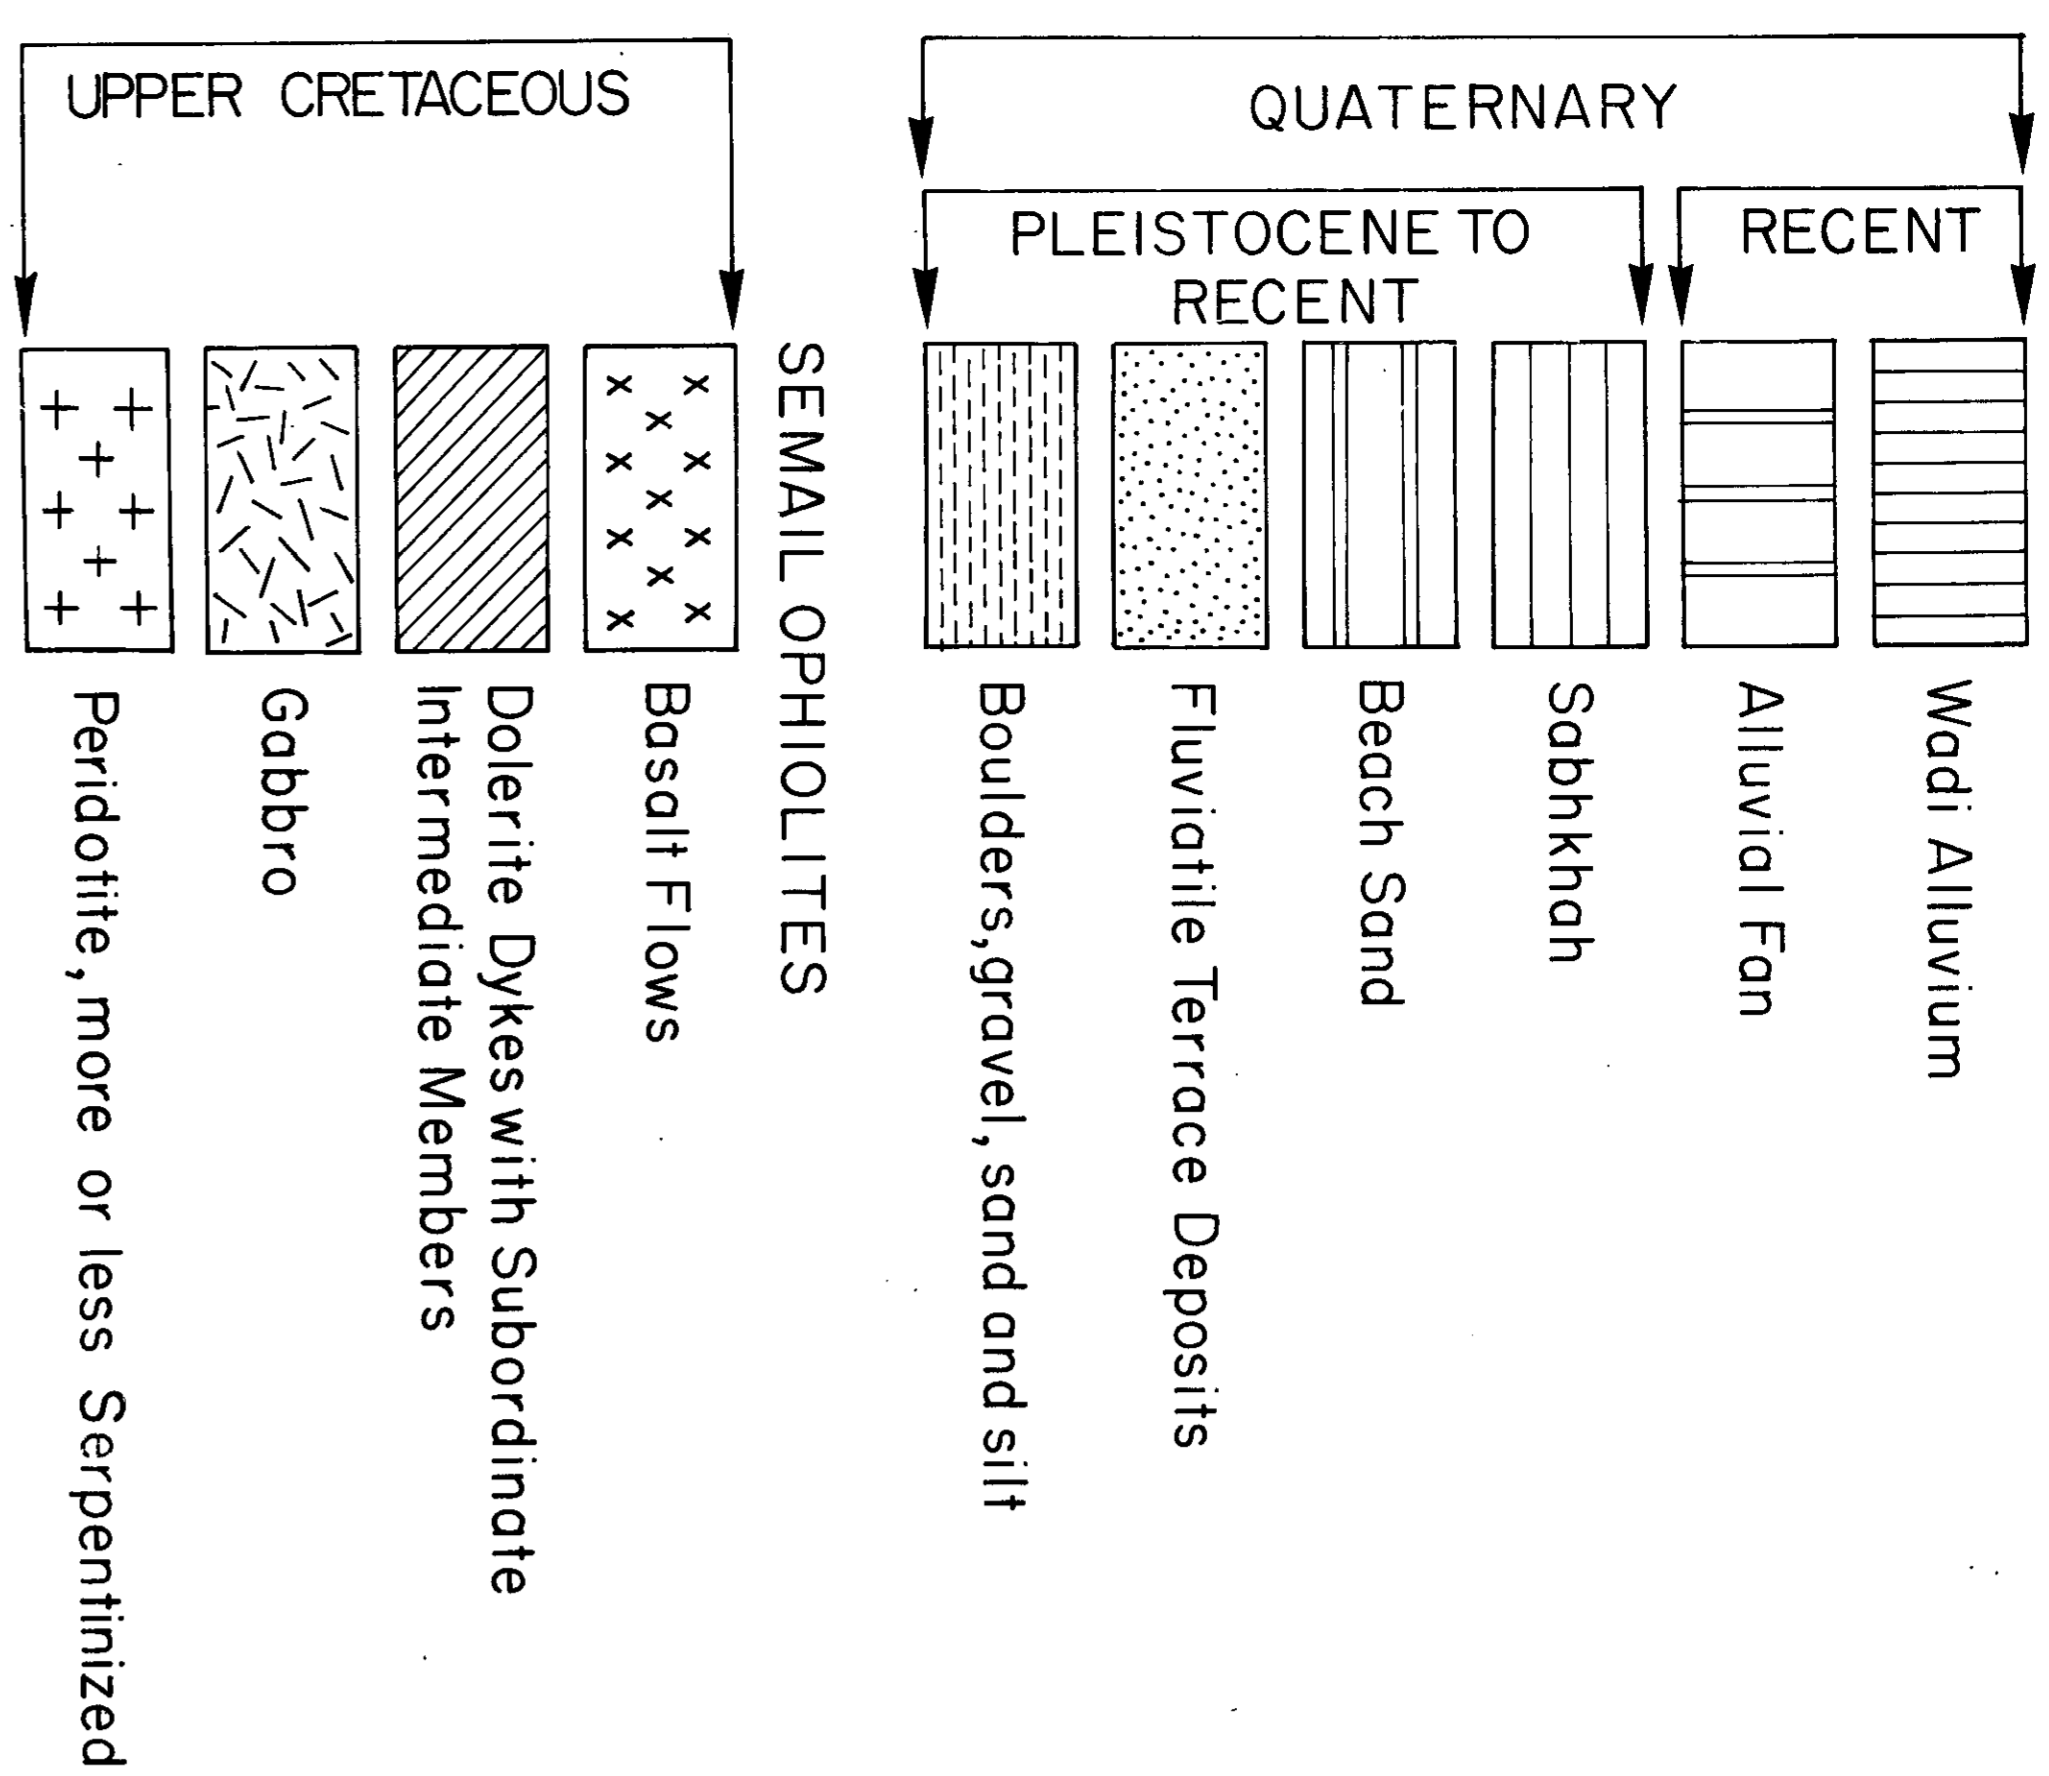 UPPER CRETACEOUS
QUATERNARY
PLEISTOCENE TO
RECENT
RECENT
Wadi Alluvium
Alluvial Fan
Sabhkhah
Beach Sand
Fluviatile Terrace Deposits
Boulders, gravel, sand and silt
SEMAIL OPHIOLITES
Basalt Flows
Dolerite Dykes with Subordinate
Intermediate Members
Gabbro
Peridotite, more or less Serpentinized